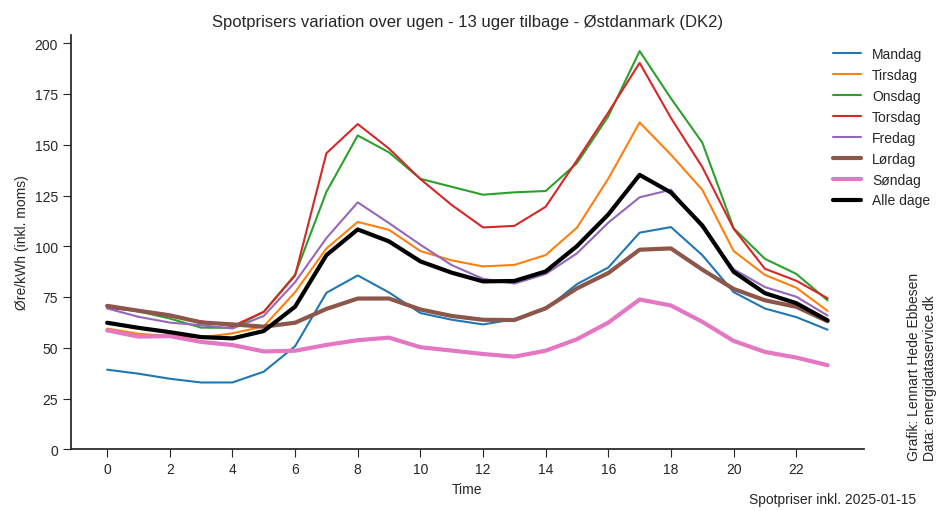 Spotprisers variation over ugen - 13 uger tilbage - Østdanmark (DK2)
Øre/kWh (inkl. moms)
200
175
150
125
100
75
50
25
0
0 2 4 6 8 10 12 14 16 18 20 22
Time
Mandag
Tirsdag
Onsdag
Torsdag
Fredag
Lørdag
Søndag
Alle dage
Grafik: Lennart Hede Ebbesen
Data: energidataservice.dk
Spotpriser inkl. 2025-01-15